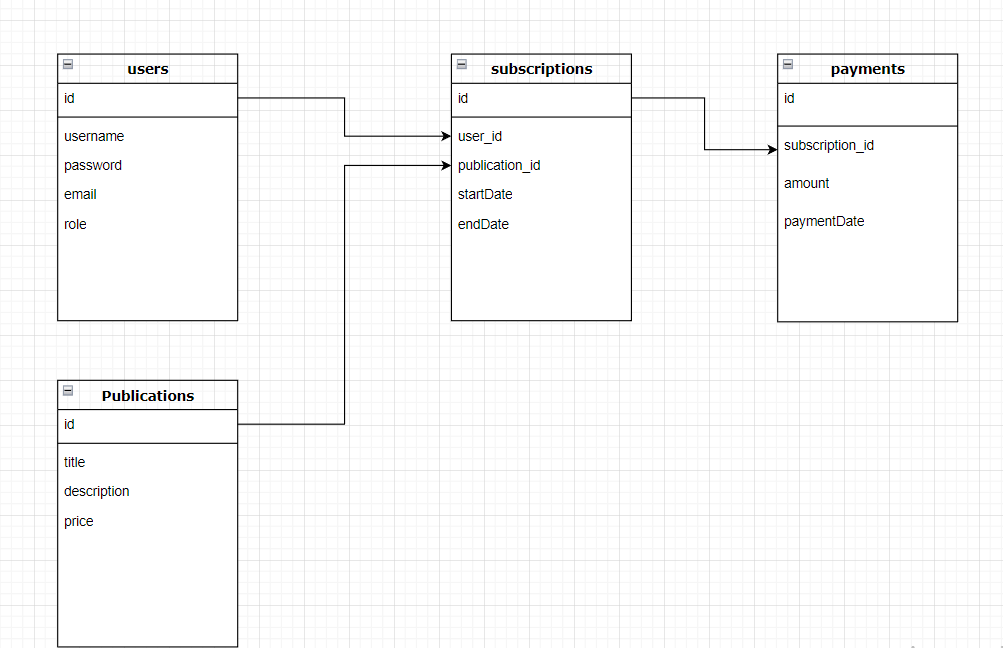 users
id
username
password
email
role
subscriptions
id
user_id
publication_id
startDate
endDate
payments
id
subscription_id
amount
paymentDate
Publications
id
title
description
price